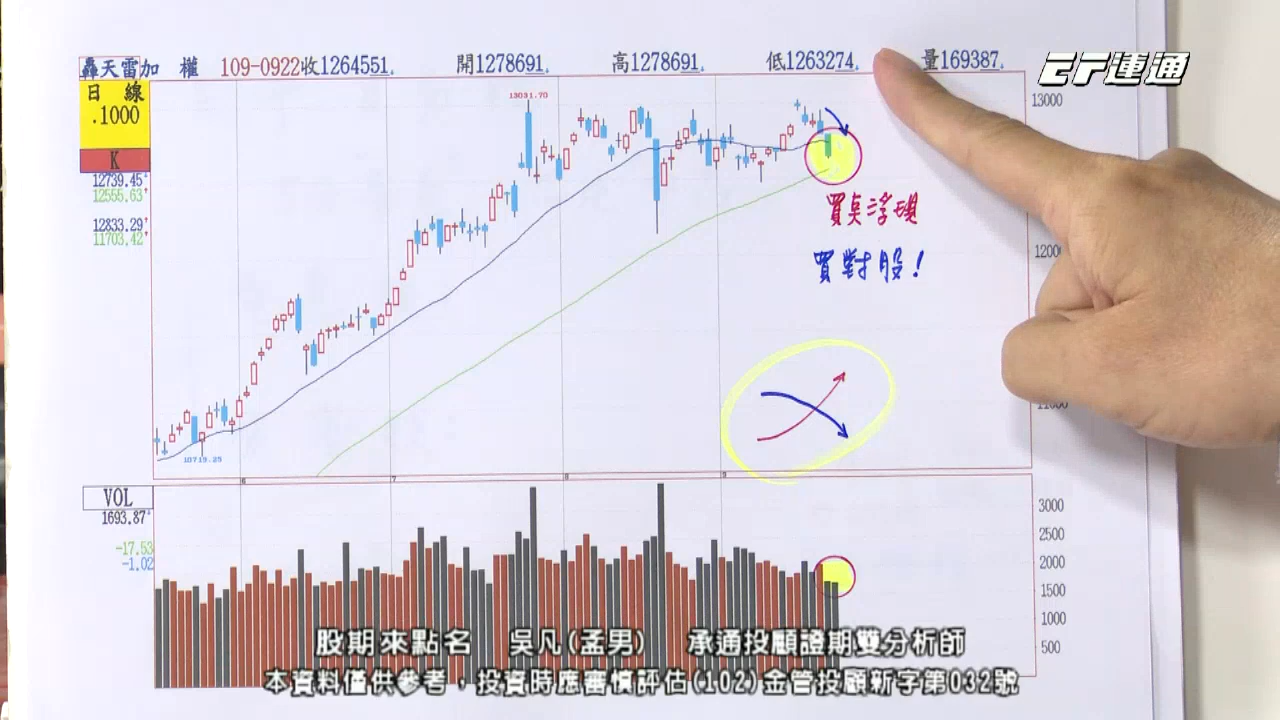 轟天雷加 權 109-0922收1264551. 開1278691. 高1278691. 低1263274. 量169387.
EF運通
日 線
.1000
K
12739.45
12555.63
12833.29
11703.42
13031.70
13000
12000
買點浮現
買對股!
10719.25
6 7 8 9
VOL
1693.87
-17.53
-1.02
3000
2500
2000
1500
1000
500
股期來點名 吳凡(孟男) 承通投顧證期雙分析師
本資料僅供參考,投資時應審慎評估(102)金管投顧新字第032號